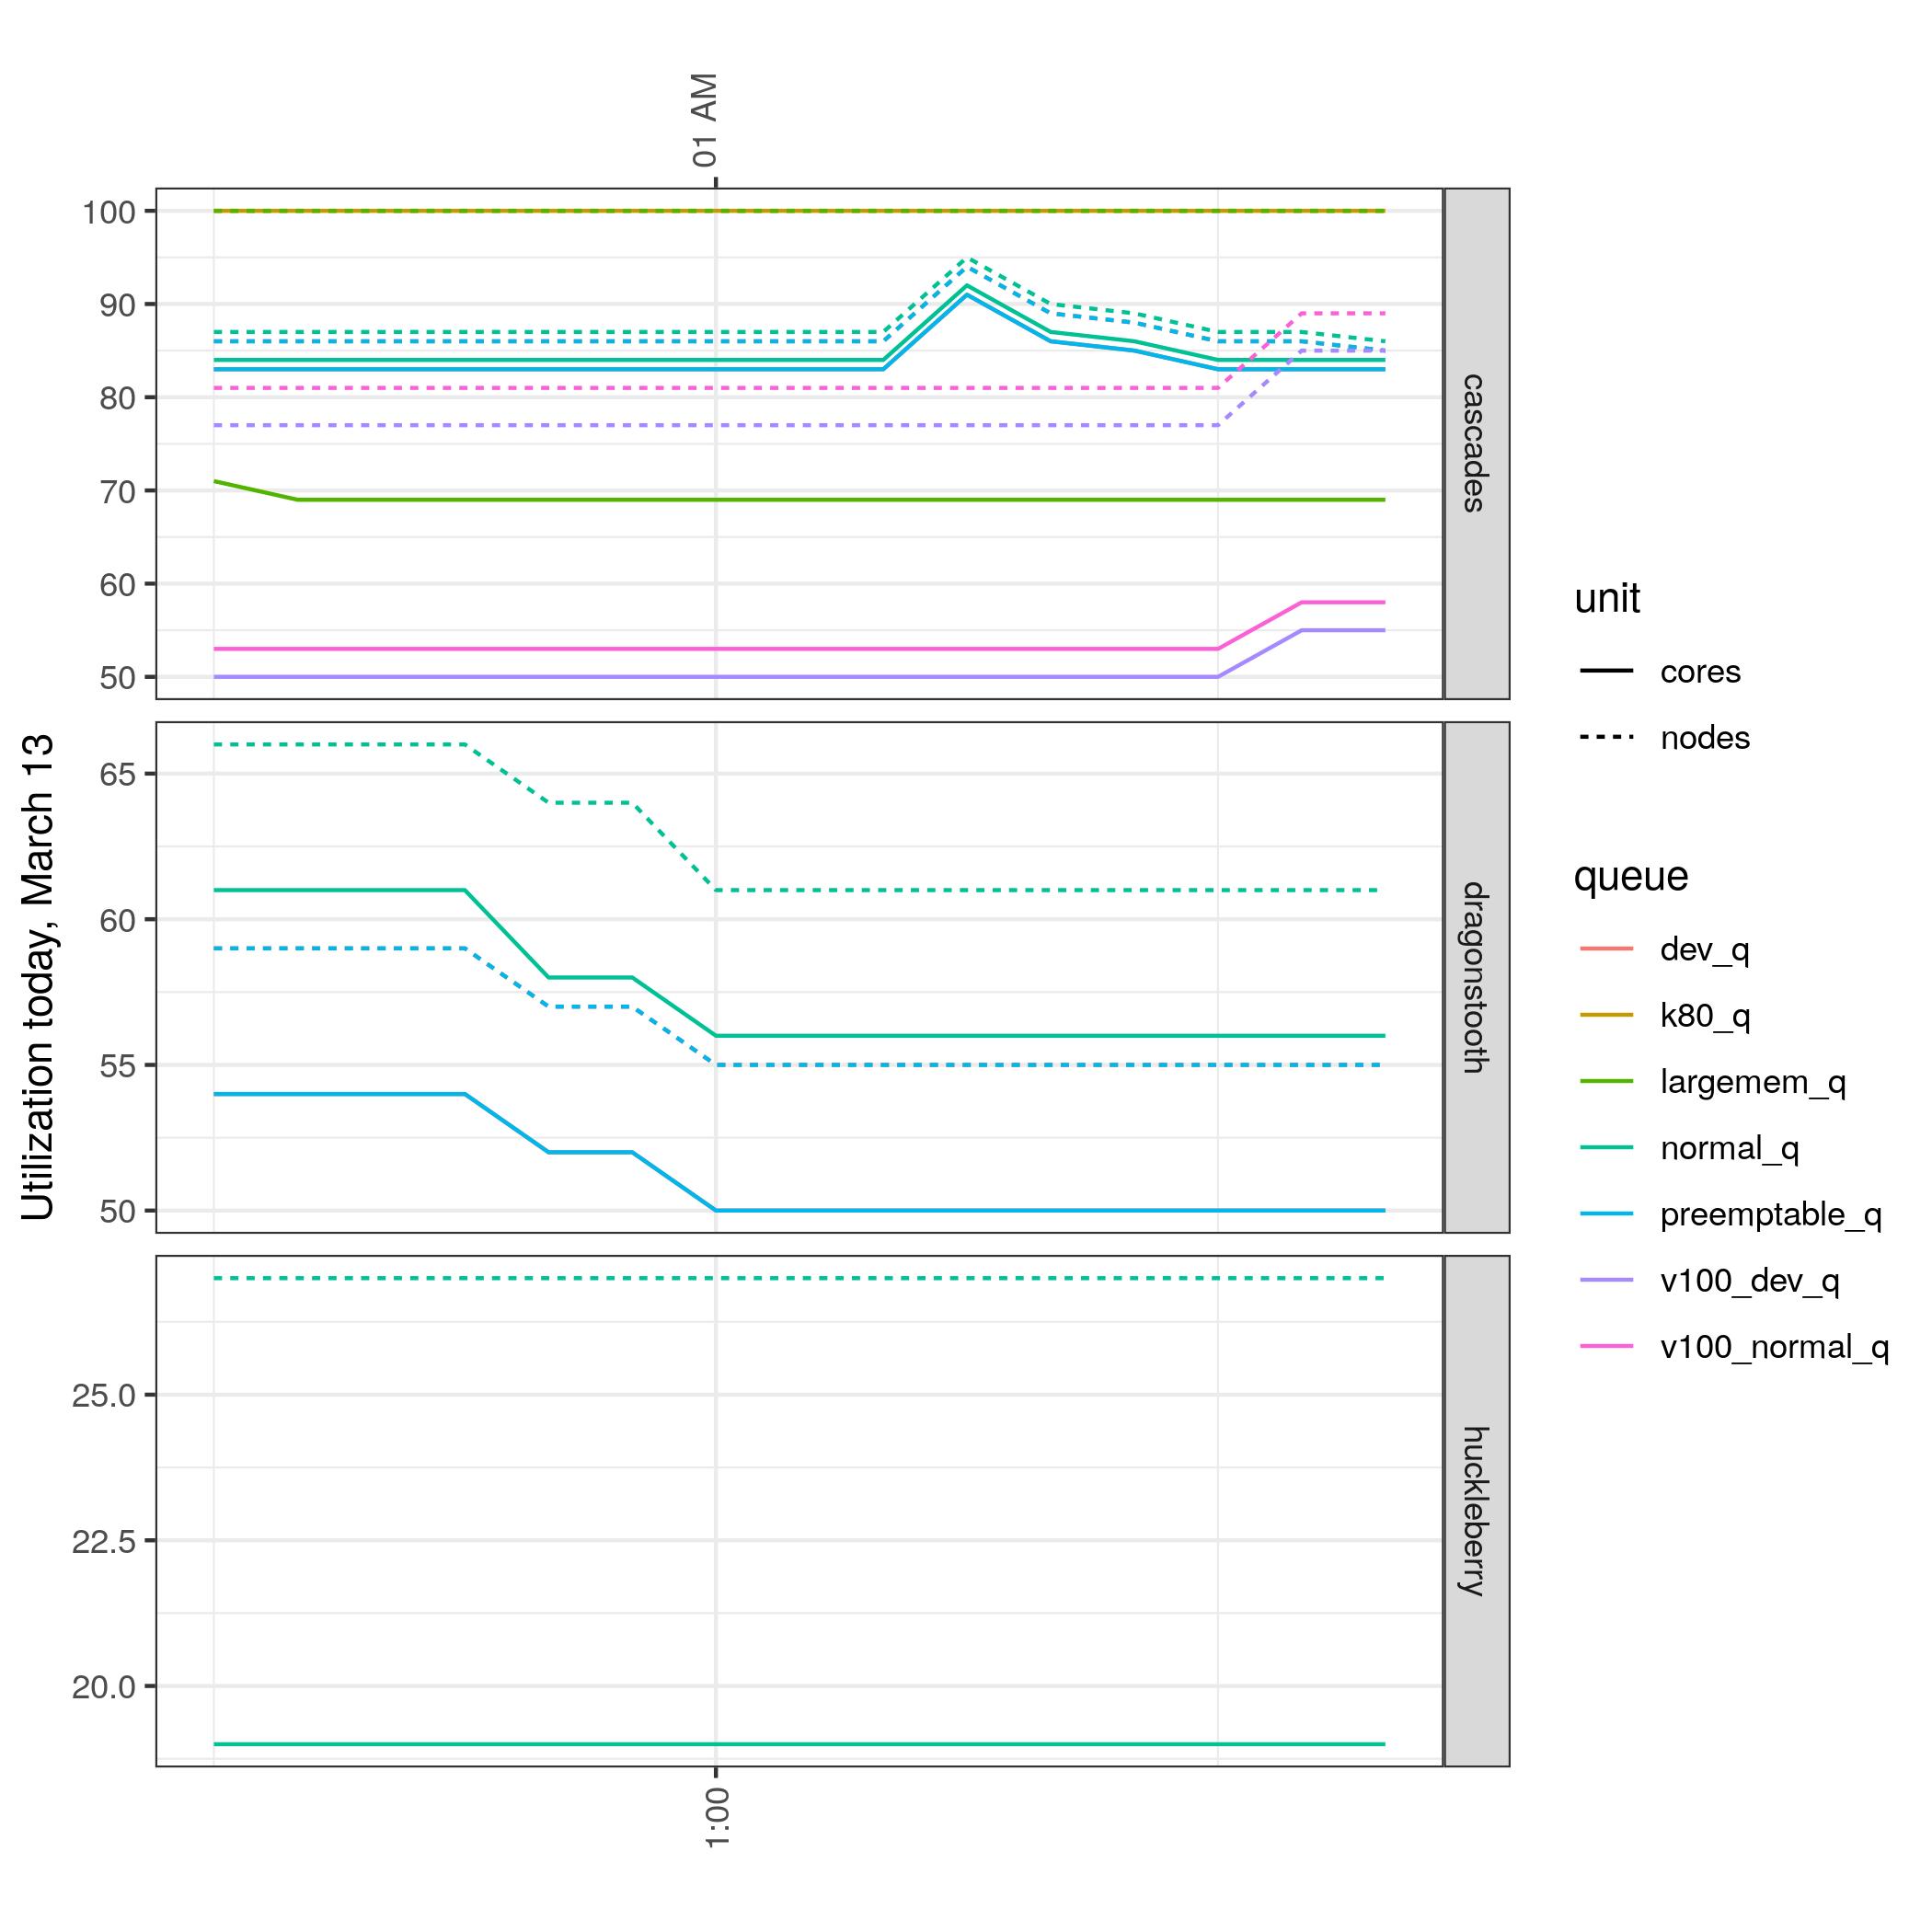 01 AM
100
90
80
70
60
50
cascades
65
60
55
50
dragonstooth
25.0
22.5
20.0
huckleberry
1:00
Utilization today, March 13
unit
cores
nodes
queue
dev_q
k80_q
largemem_q
normal_q
preemptable_q
v100_dev_q
v100_normal_q